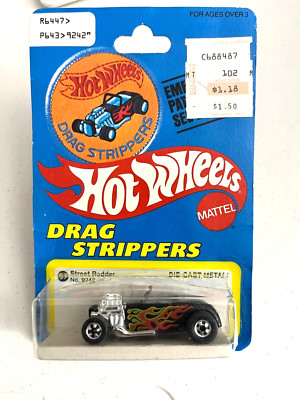 R6447>
P643>9242"
FOR AGES OVER 3
C688487
102
$1.18
$1.50
HOT WHEELS
DRAG STRIPPERS
HOT WHEELS
MATTEL
DRAG
STRIPPERS
Street Rodder
No. 9242
DIE CAST METAL